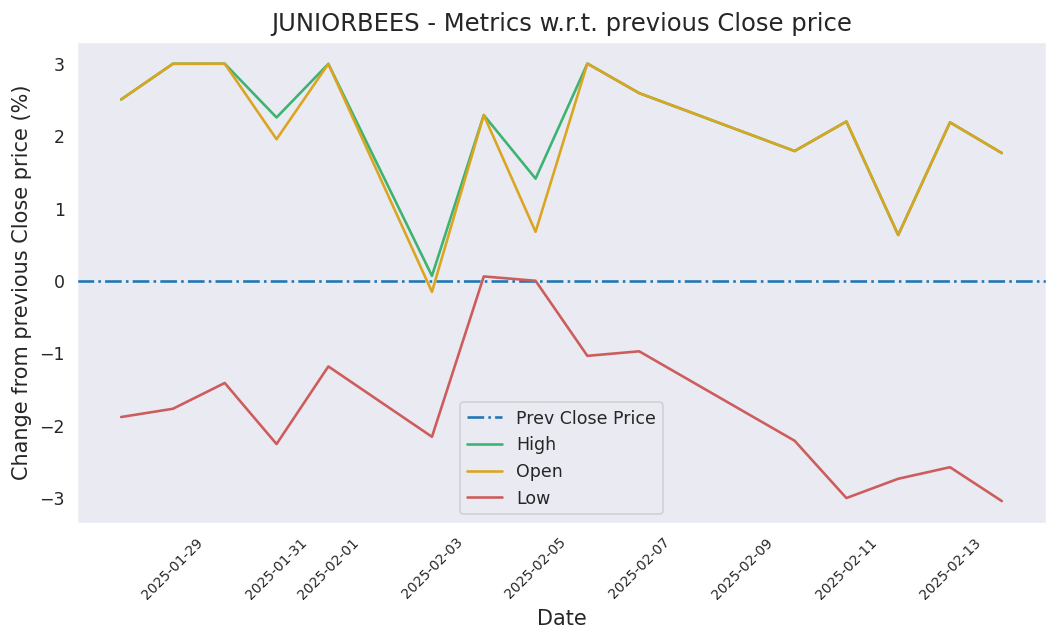 JUNIORBEES - Metrics w.r.t. previous Close price
Change from previous Close price (%)
3
2
1
0
−1
−2
−3
Prev Close Price
High
Open
Low
2025-01-29
2025-01-31
2025-02-01
2025-02-03
2025-02-05
2025-02-07
2025-02-09
2025-02-11
2025-02-13
Date